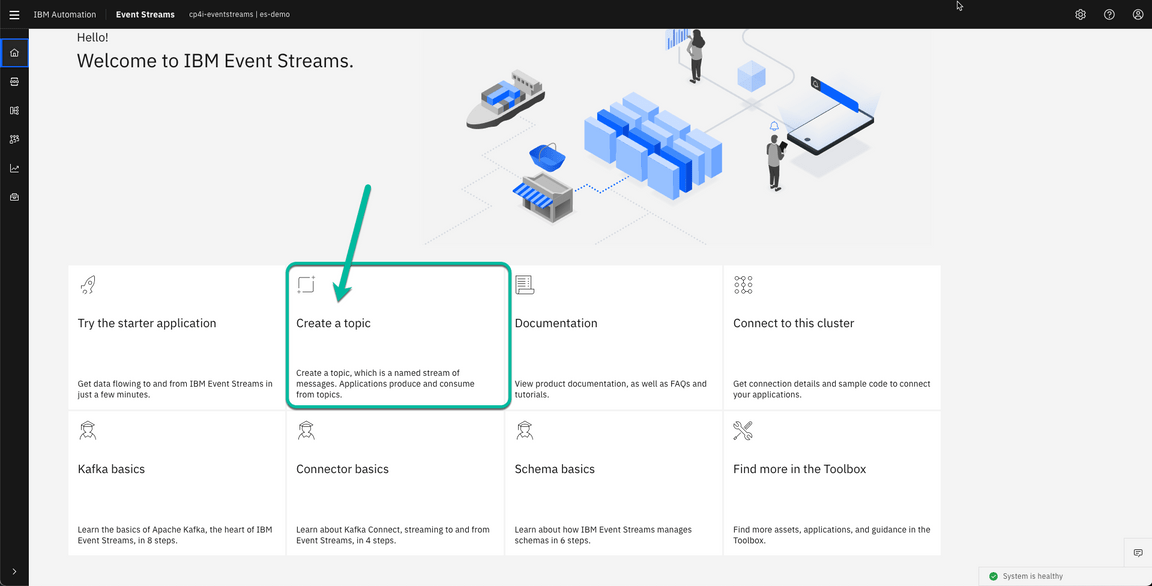 IBM Automation
Event Streams
cp4i-eventstreams | es-demo
Hello!
Welcome to IBM Event Streams.
Try the starter application
Get data flowing to and from IBM Event Streams in
just a few minutes.
Create a topic
Create a topic, which is a named stream of
messages. Applications produce and consume
from topics.
Documentation
View product documentation, as well as FAQs and
tutorials.
Connect to this cluster
Get connection details and sample code to connect
your applications.
Kafka basics
Learn the basics of Apache Kafka, the heart of IBM
Event Streams, in 8 steps.
Connector basics
Learn about Kafka Connect, streaming to and from
Event Streams, in 4 steps.
Schema basics
Learn about how IBM Event Streams manages
schemas in 6 steps.
Find more in the Toolbox
Find more assets, applications, and guidance in the
Toolbox.
System is healthy